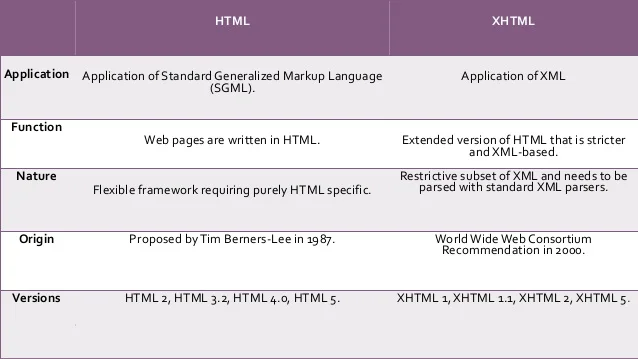 HTML XHTML
Application Application of Standard Generalized Markup Language (SGML). Application of XML
Function Web pages are written in HTML. Extended version of HTML that is stricter and XML-based.
Nature Flexible framework requiring purely HTML specific. Restrictive subset of XML and needs to be parsed with standard XML parsers.
Origin Proposed by Tim Berners-Lee in 1987. World Wide Web Consortium Recommendation in 2000.
Versions HTML 2, HTML 3.2, HTML 4.0, HTML 5. XHTML 1, XHTML 1.1, XHTML 2, XHTML 5.